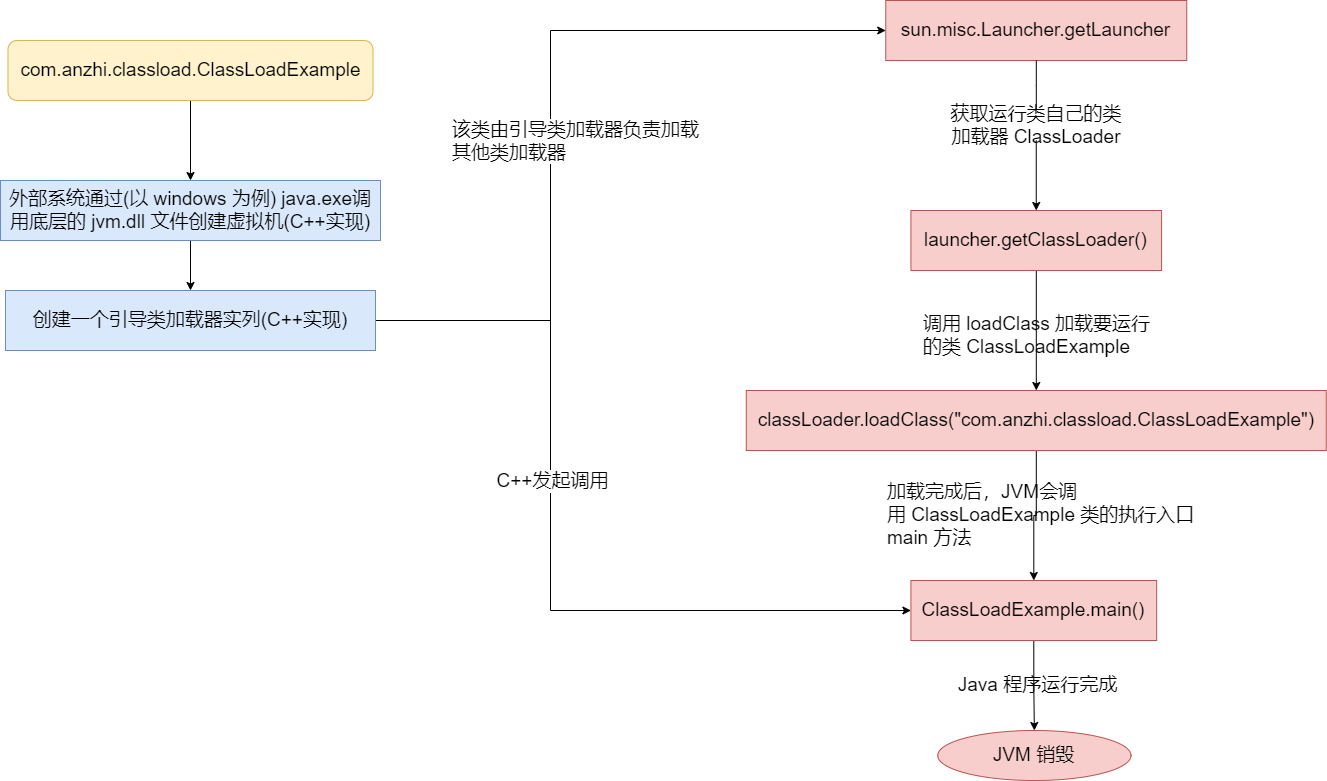 com.anzhi.classload.ClassLoadExample
外部系统通过(以 windows 为例) java.exe调
用底层的 jvm.dll 文件创建虚拟机(C++实现)
创建一个引导类加载器实列(C++实现)
该类由引导类加载器负责加载
其他类加载器
C++发起调用
sun.misc.Launcher.getLauncher
获取运行类自己的类
加载器 ClassLoader
launcher.getClassLoader()
调用 loadClass 加载要运行
的类 ClassLoadExample
classLoader.loadClass("com.anzhi.classload.ClassLoadExample")
加载完成后，JVM会调
用 ClassLoadExample 类的执行入口
main 方法
ClassLoadExample.main()
Java 程序运行完成
JVM 销毁